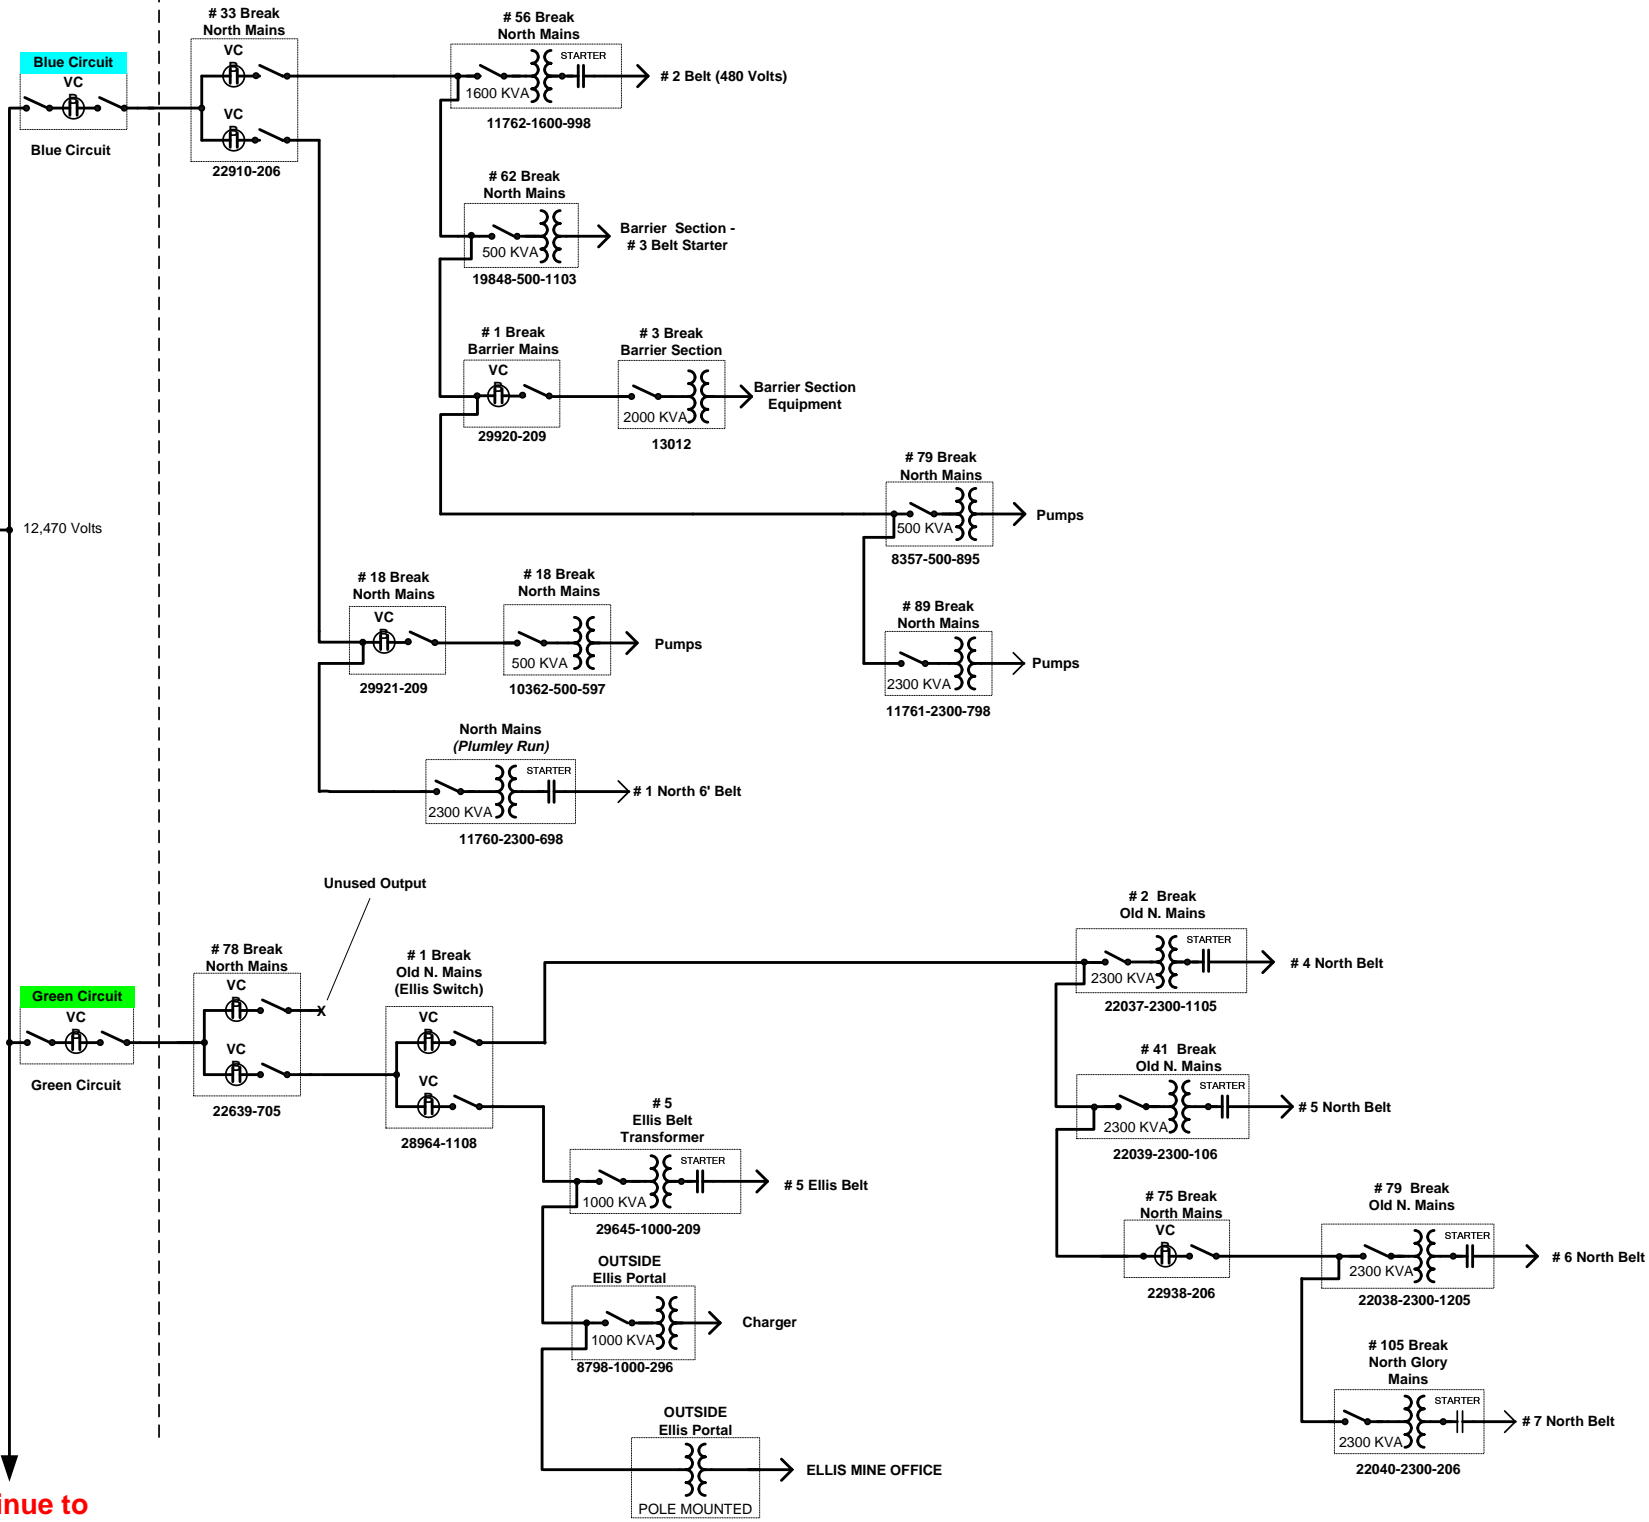 # 33 Break
North Mains
VC
VC
22910-206
Blue Circuit
VC
Blue Circuit
# 56 Break
North Mains
STARTER
1600 KVA
11762-1600-998
# 2 Belt (480 Volts)
# 62 Break
North Mains
500 KVA
19848-500-1103
Barrier Section -
# 3 Belt Starter
# 1 Break
Barrier Mains
VC
29920-209
# 3 Break
Barrier Section
2000 KVA
13012
Barrier Section
Equipment
# 79 Break
North Mains
500 KVA
8357-500-895
Pumps
12,470 Volts
# 18 Break
North Mains
VC
29921-209
# 18 Break
North Mains
500 KVA
10362-500-597
Pumps
# 89 Break
North Mains
2300 KVA
11761-2300-798
Pumps
North Mains
(Plumley Run)
STARTER
2300 KVA
11760-2300-698
# 1 North 6' Belt
Unused Output
# 78 Break
North Mains
VC
X
VC
22639-705
Green Circuit
VC
Green Circuit
# 1 Break
Old N. Mains
(Ellis Switch)
VC
VC
28964-1108
# 2 Break
Old N. Mains
STARTER
2300 KVA
22037-2300-1105
# 4 North Belt
# 41 Break
Old N. Mains
STARTER
2300 KVA
22039-2300-106
# 5 North Belt
# 5
Ellis Belt
Transformer
STARTER
1000 KVA
29645-1000-209
# 5 Ellis Belt
# 75 Break
North Mains
VC
22938-206
# 79 Break
Old N. Mains
STARTER
2300 KVA
22038-2300-1205
# 6 North Belt
OUTSIDE
Ellis Portal
1000 KVA
8798-1000-296
Charger
# 105 Break
North Glory
Mains
STARTER
2300 KVA
22040-2300-206
# 7 North Belt
OUTSIDE
Ellis Portal
POLE MOUNTED
ELLIS MINE OFFICE
inue to